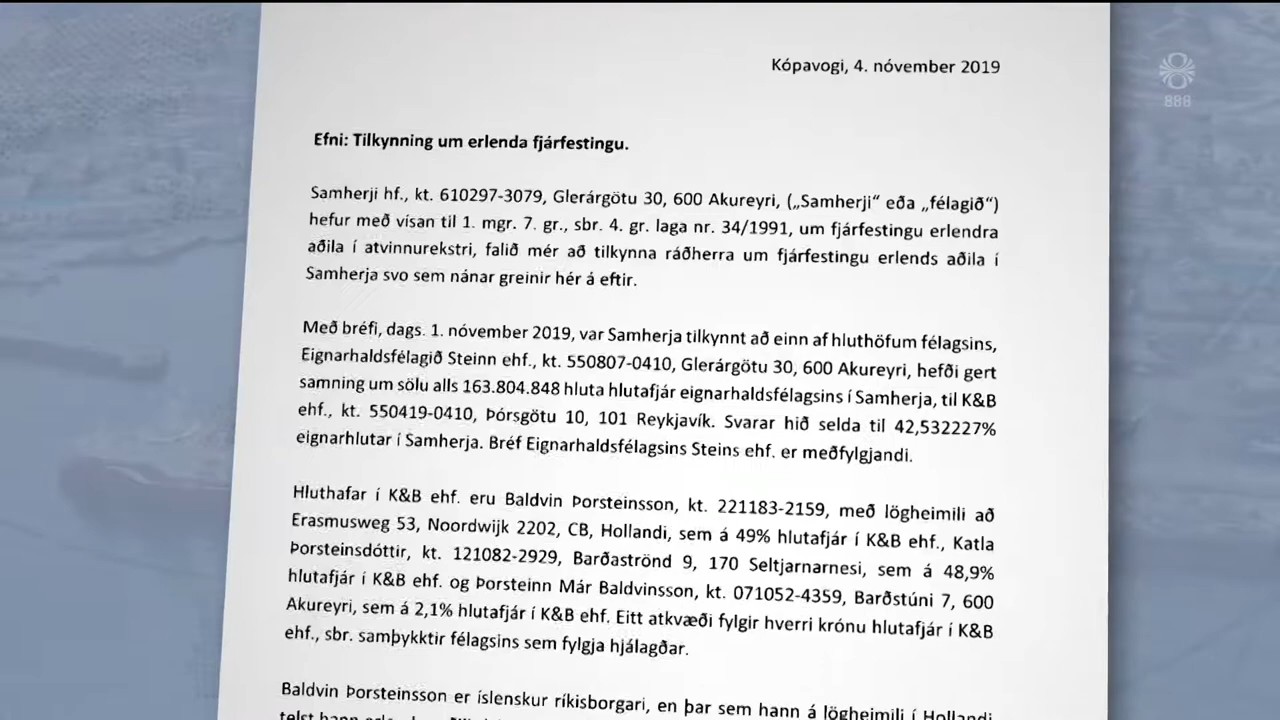 Kópavogi, 4. nóvember 2019
888
Efni: Tilkynning um erlenda fjárfestingu.
Samherji hf., kt. 610297-3079, Glerárgötu 30, 600 Akureyri, („Samherji“ eða „félagið“)
hefur með vísan til 1. mgr. 7. gr., sbr. 4. gr. laga nr. 34/1991, um fjárfestingu erlendra
aðila í atvinnurekstri, falið mér að tilkynna ráðherra um fjárfestingu erlends aðila í
Samherja svo sem nánar greinir hér á eftir.
Með bréfi, dags. 1. nóvember 2019, var Samherja tilkynnt að einn af hluthöfum félagsins,
Eignarhaldsfélagið Steinn ehf., kt. 550807-0410, Glerárgötu 30, 600 Akureyri, hefði gert
samning um sölu alls 163.804.848 hluta hlutafjár eignarhaldsfélagsins í Samherja, til K&B
ehf., kt. 550419-0410, Þórsgötu 10, 101 Reykjavík. Svarar hið selda til 42,532227%
eignarhlutar í Samherja. Bréf Eignarhaldsfélagsins Steins ehf. er meðfylgjandi.
Hluthafar í K&B ehf. eru Baldvin Þorsteinsson, kt. 221183-2159, með lögheimili að
Erasmusweg 53, Noordwijk 2202, CB, Hollandi, sem á 49% hlutafjár í K&B ehf., Katla
Þorsteinsdóttir, kt. 121082-2929, Barðaströnd 9, 170 Seltjarnarnesi, sem á 48,9%
hlutafjár í K&B ehf. og Þorsteinn Már Baldvinsson, kt. 071052-4359, Barðstúni 7, 600
Akureyri, sem á 2,1% hlutafjár í K&B ehf. Eitt atkvæði fylgir hverri krónu hlutafjár í K&B
ehf., sbr. samþykktir félagsins sem fylgja hjálagðar.
Baldvin Þorsteinsson er íslenskur ríkisborgari, en þar sem hann á lögheimili í Hollandi
telst hann